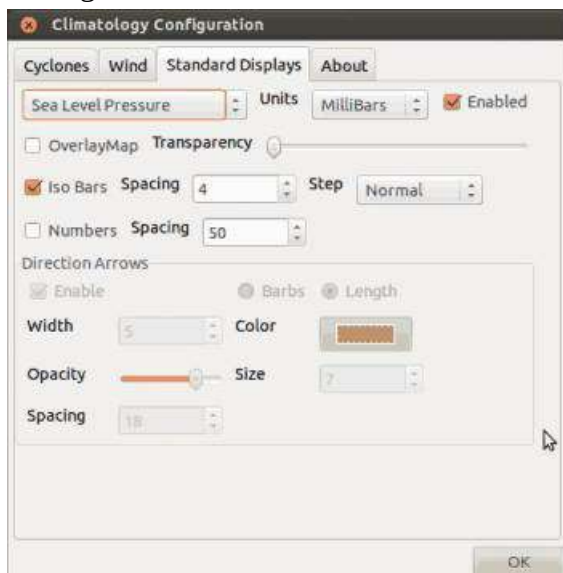 Climatology Configuration
Cyclones Wind Standard Displays About
Sea Level Pressure Units MilliBars Enabled
OverlayMap Transparency
Iso Bars Spacing 4 Step Normal
Numbers Spacing 50
Direction Arrows
Enable Barbs Length
Width 5 Color
Opacity Size 7
Spacing 18
OK